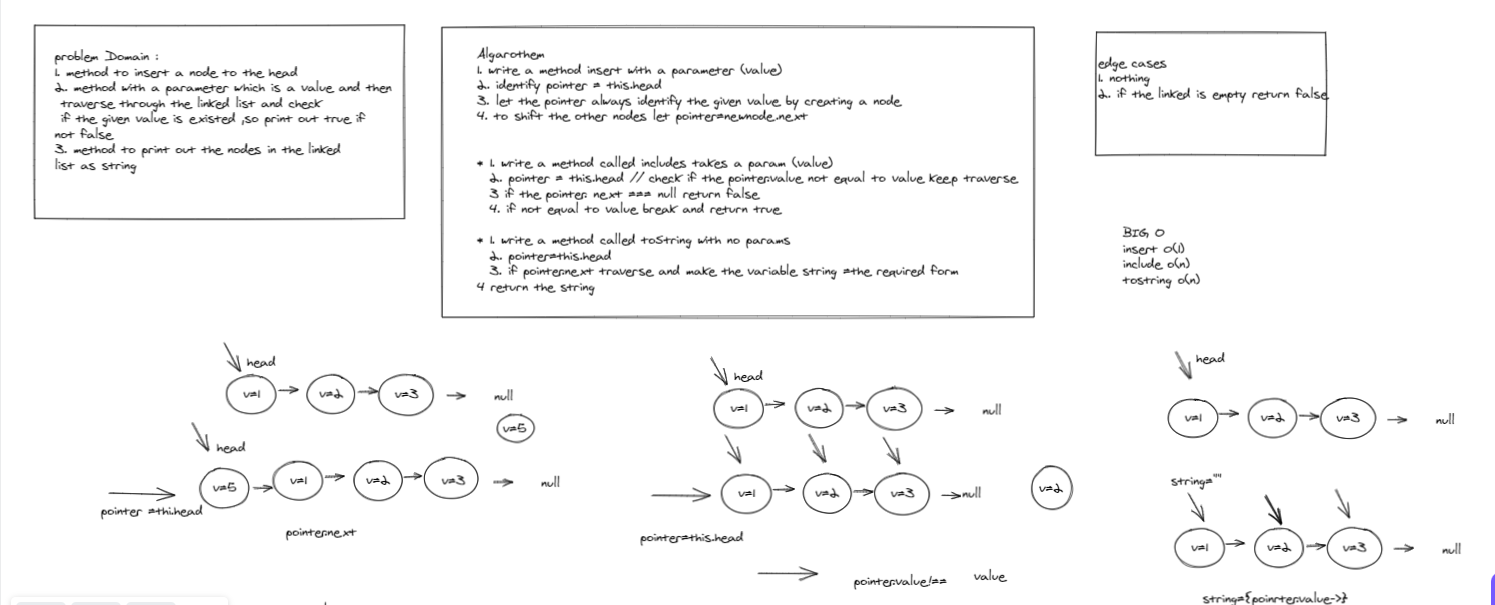 problem Domain :
1. method to insert a node to the head
2. method with a parameter which is a value and then
traverse through the linked list and check
if the given value is existed ,so print out true if
not false
3. method to print out the nodes in the linked
list as string
Algarothem
1. write a method insert with a parameter (value)
2. identify pointer = this.head
3. let the pointer always identify the given value by creating a node
4. to shift the other nodes let pointer=newnode.next
* 1. write a method called includes takes a param (value)
2. pointer = this.head // check if the pointer.value not equal to value keep traverse
3 if the pointer. next === null return false
4. if not equal to value break and return true
* 1. write a method called toString with no params
2. pointer=this.head
3. if pointer.next traverse and make the variable string =the required form
4 return the string
edge cases
1. nothing
2. if the linked is empty return false
BIG O
insert o(1)
include o(n)
tostring o(n)
head
v=1 v=2 v=3 null
v=5
head
v=5 v=1 v=2 v=3 null
pointer =thi.head
pointer.next
head
v=1 v=2 v=3 null
v=1 v=2 v=3 null v=2
pointer=this.head
pointer.value!== value
head
v=1 v=2 v=3 null
string=""
v=1 v=2 v=3 null
string={poinrter.value->}